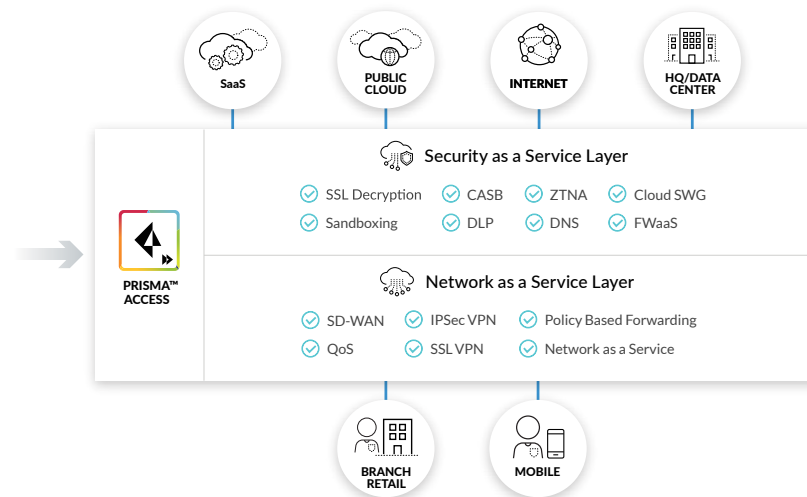 SaaS
PUBLIC
CLOUD
INTERNET
HQ/DATA
CENTER
PRISMA™
ACCESS
Security as a Service Layer
SSL Decryption
CASB
ZTNA
Cloud SWG
Sandboxing
DLP
DNS
FWaaS
Network as a Service Layer
SD-WAN
IPSec VPN
Policy Based Forwarding
QoS
SSL VPN
Network as a Service
BRANCH
RETAIL
MOBILE